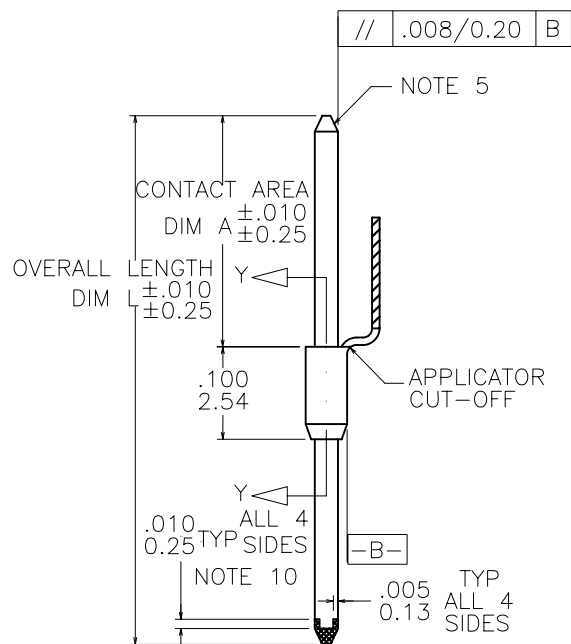 // .008/0.20 B
NOTE 5
CONTACT AREA
DIM A ±.010
±0.25
Y
OVERALL LENGTH
DIM L ±.010
±0.25
.100
2.54
APPLICATOR
CUT-OFF
Y
ALL 4
SIDES
.010
0.25 TYP
NOTE 10
-B-
.005
0.13
TYP
ALL 4
SIDES